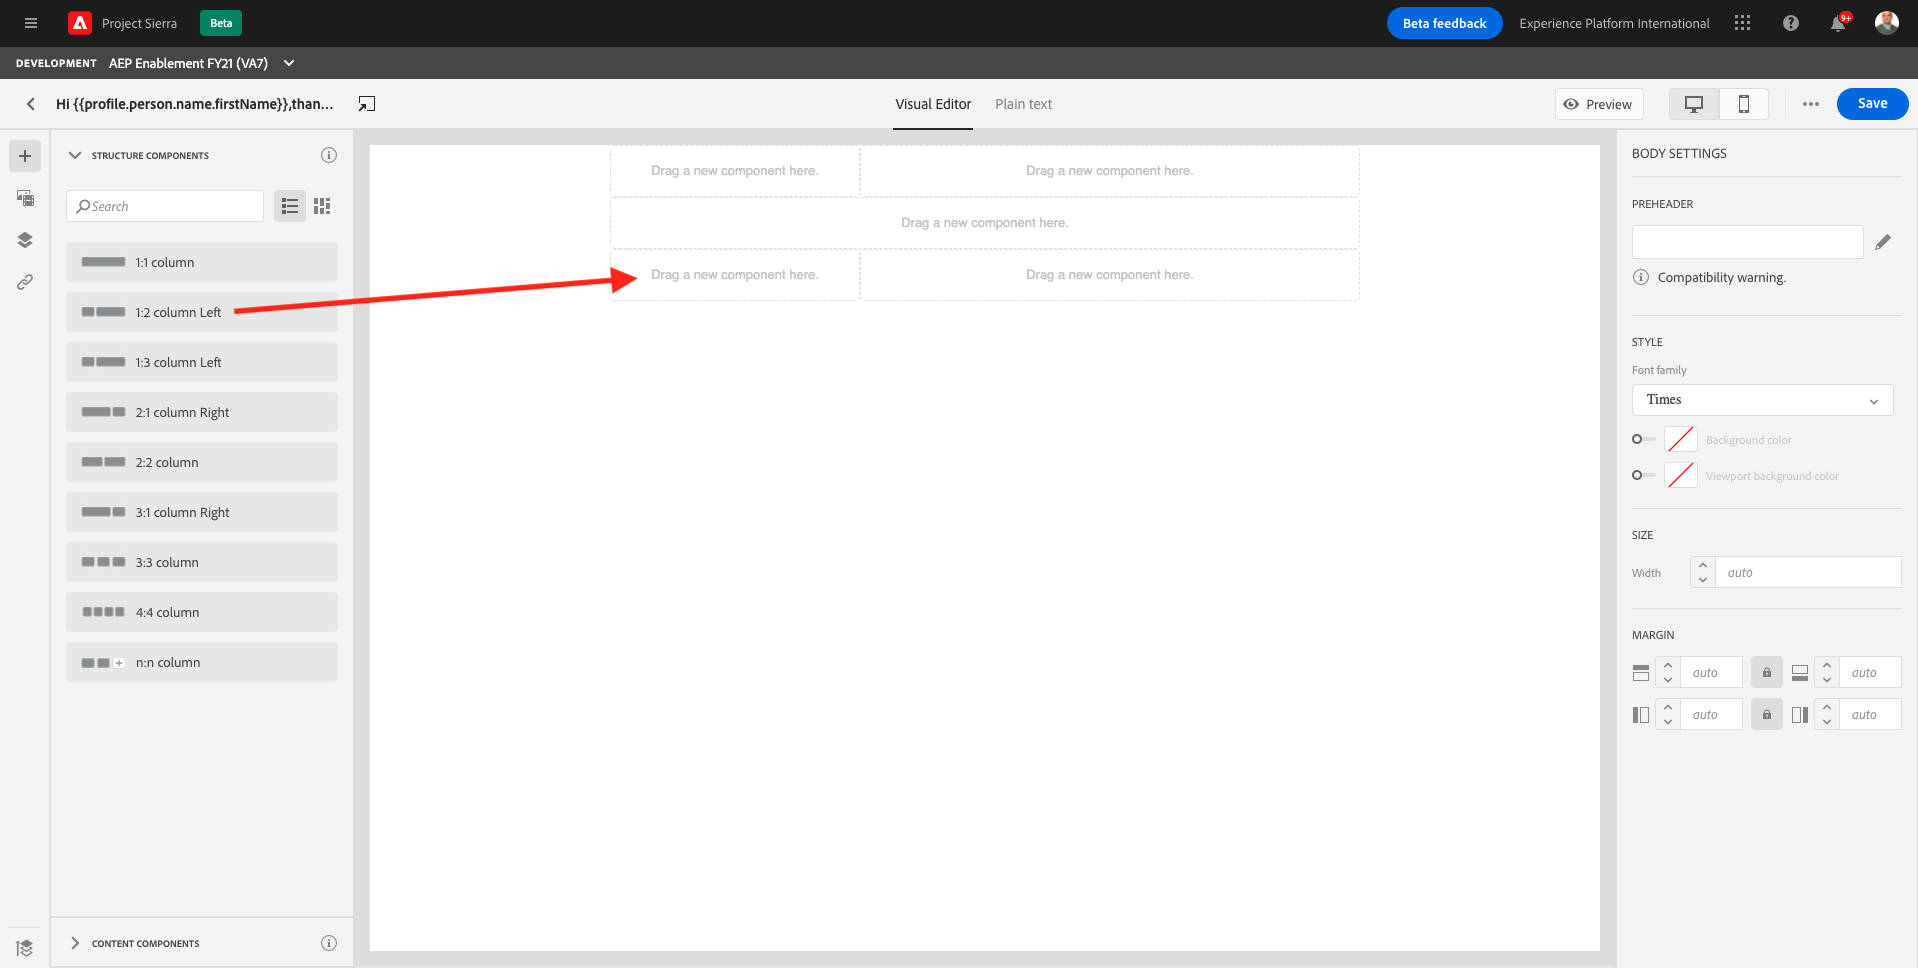 Project Sierra
Beta
Beta feedback
Experience Platform International
9+
DEVELOPMENT
AEP Enablement FY21 (VA7)
Hi {{profile.person.name.firstName}},than...
Visual Editor
Plain text
Preview
Save
STRUCTURE COMPONENTS
Search
1:1 column
1:2 column Left
1:3 column Left
2:1 column Right
2:2 column
3:1 column Right
3:3 column
4:4 column
n:n column
CONTENT COMPONENTS
Drag a new component here.
Drag a new component here.
Drag a new component here.
Drag a new component here.
Drag a new component here.
BODY SETTINGS
PREHEADER
Compatibility warning.
STYLE
Font family
Times
Background color
Viewport background color
SIZE
Width
auto
MARGIN
auto
auto
auto
auto